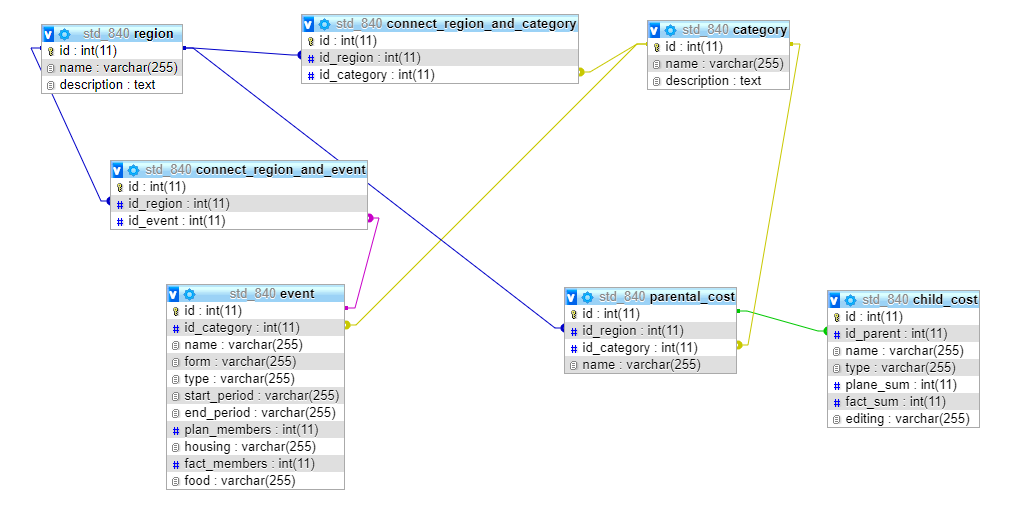 std_840 region
id : int(11)
name : varchar(255)
description : text
std_840 connect_region_and_category
id : int(11)
id_region : int(11)
id_category : int(11)
std_840 category
id : int(11)
name : varchar(255)
description : text
std_840 connect_region_and_event
id : int(11)
id_region : int(11)
id_event : int(11)
std_840 event
id : int(11)
id_category : int(11)
name : varchar(255)
form : varchar(255)
type : varchar(255)
start_period : varchar(255)
end_period : varchar(255)
plan_members : int(11)
housing : varchar(255)
fact_members : int(11)
food : varchar(255)
std_840 parental_cost
id : int(11)
id_region : int(11)
id_category : int(11)
name : varchar(255)
std_840 child_cost
id : int(11)
id_parent : int(11)
name : varchar(255)
type : varchar(255)
plane_sum : int(11)
fact_sum : int(11)
editing : varchar(255)